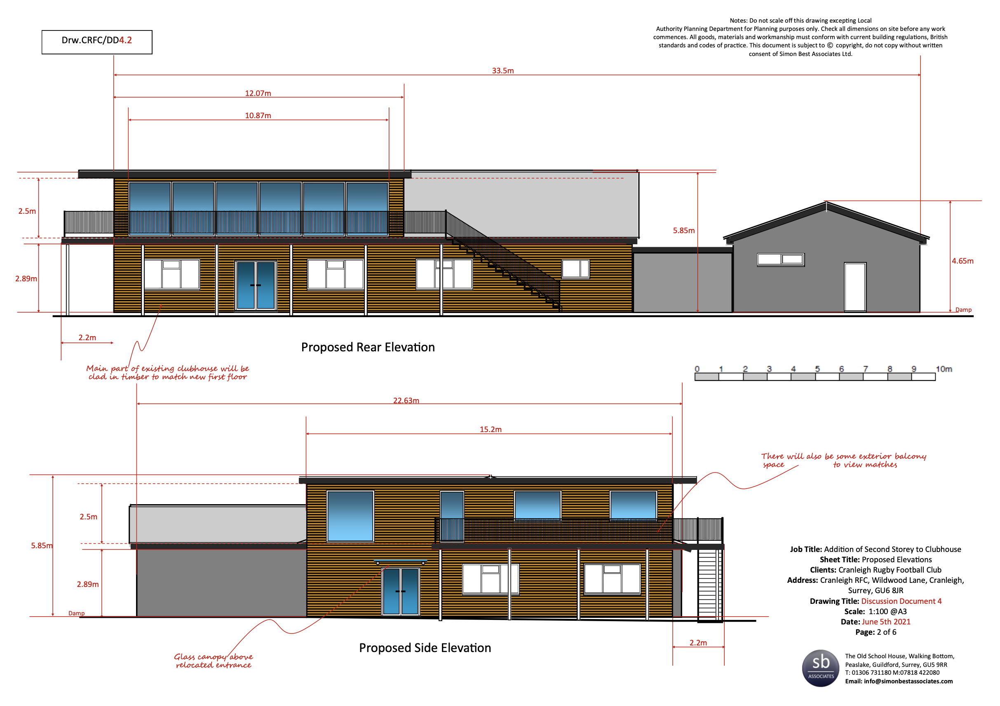 Drw.CRFC/DD4.2
Notes: Do not scale off this drawing excepting Local
Authority Planning Department for Planning purposes only. Check all dimensions on site before any work
commences. All goods, materials and workmanship must conform with current building regulations, British
standards and codes of practice. This document is subject to © copyright, do not copy without written
consent of Simon Best Associates Ltd.
33.5m
12.07m
10.87m
2.5m
5.85m
4.65m
2.89m
Damp
2.2m
Proposed Rear Elevation
Main part of existing clubhouse will be
clad in timber to match new first floor
0 1 2 3 4 5 6 7 8 9 10m
22.63m
15.2m
There will also be some exterior balcony
space to view matches
2.5m
5.85m
2.89m
Damp
2.2m
Proposed Side Elevation
Glass canopy above
relocated entrance
Job Title: Addition of Second Storey to Clubhouse
Sheet Title: Proposed Elevations
Clients: Cranleigh Rugby Football Club
Address: Cranleigh RFC, Wildwood Lane, Cranleigh,
Surrey, GU6 8JR
Drawing Title: Discussion Document 4
Scale: 1:100 @A3
Date: June 5th 2021
Page: 2 of 6
sb
ASSOCIATES
The Old School House, Walking Bottom,
Peaslake, Guildford, Surrey, GU5 9RR
T: 01306 731180 M:07818 422080
Email: info@simonbestassociates.com